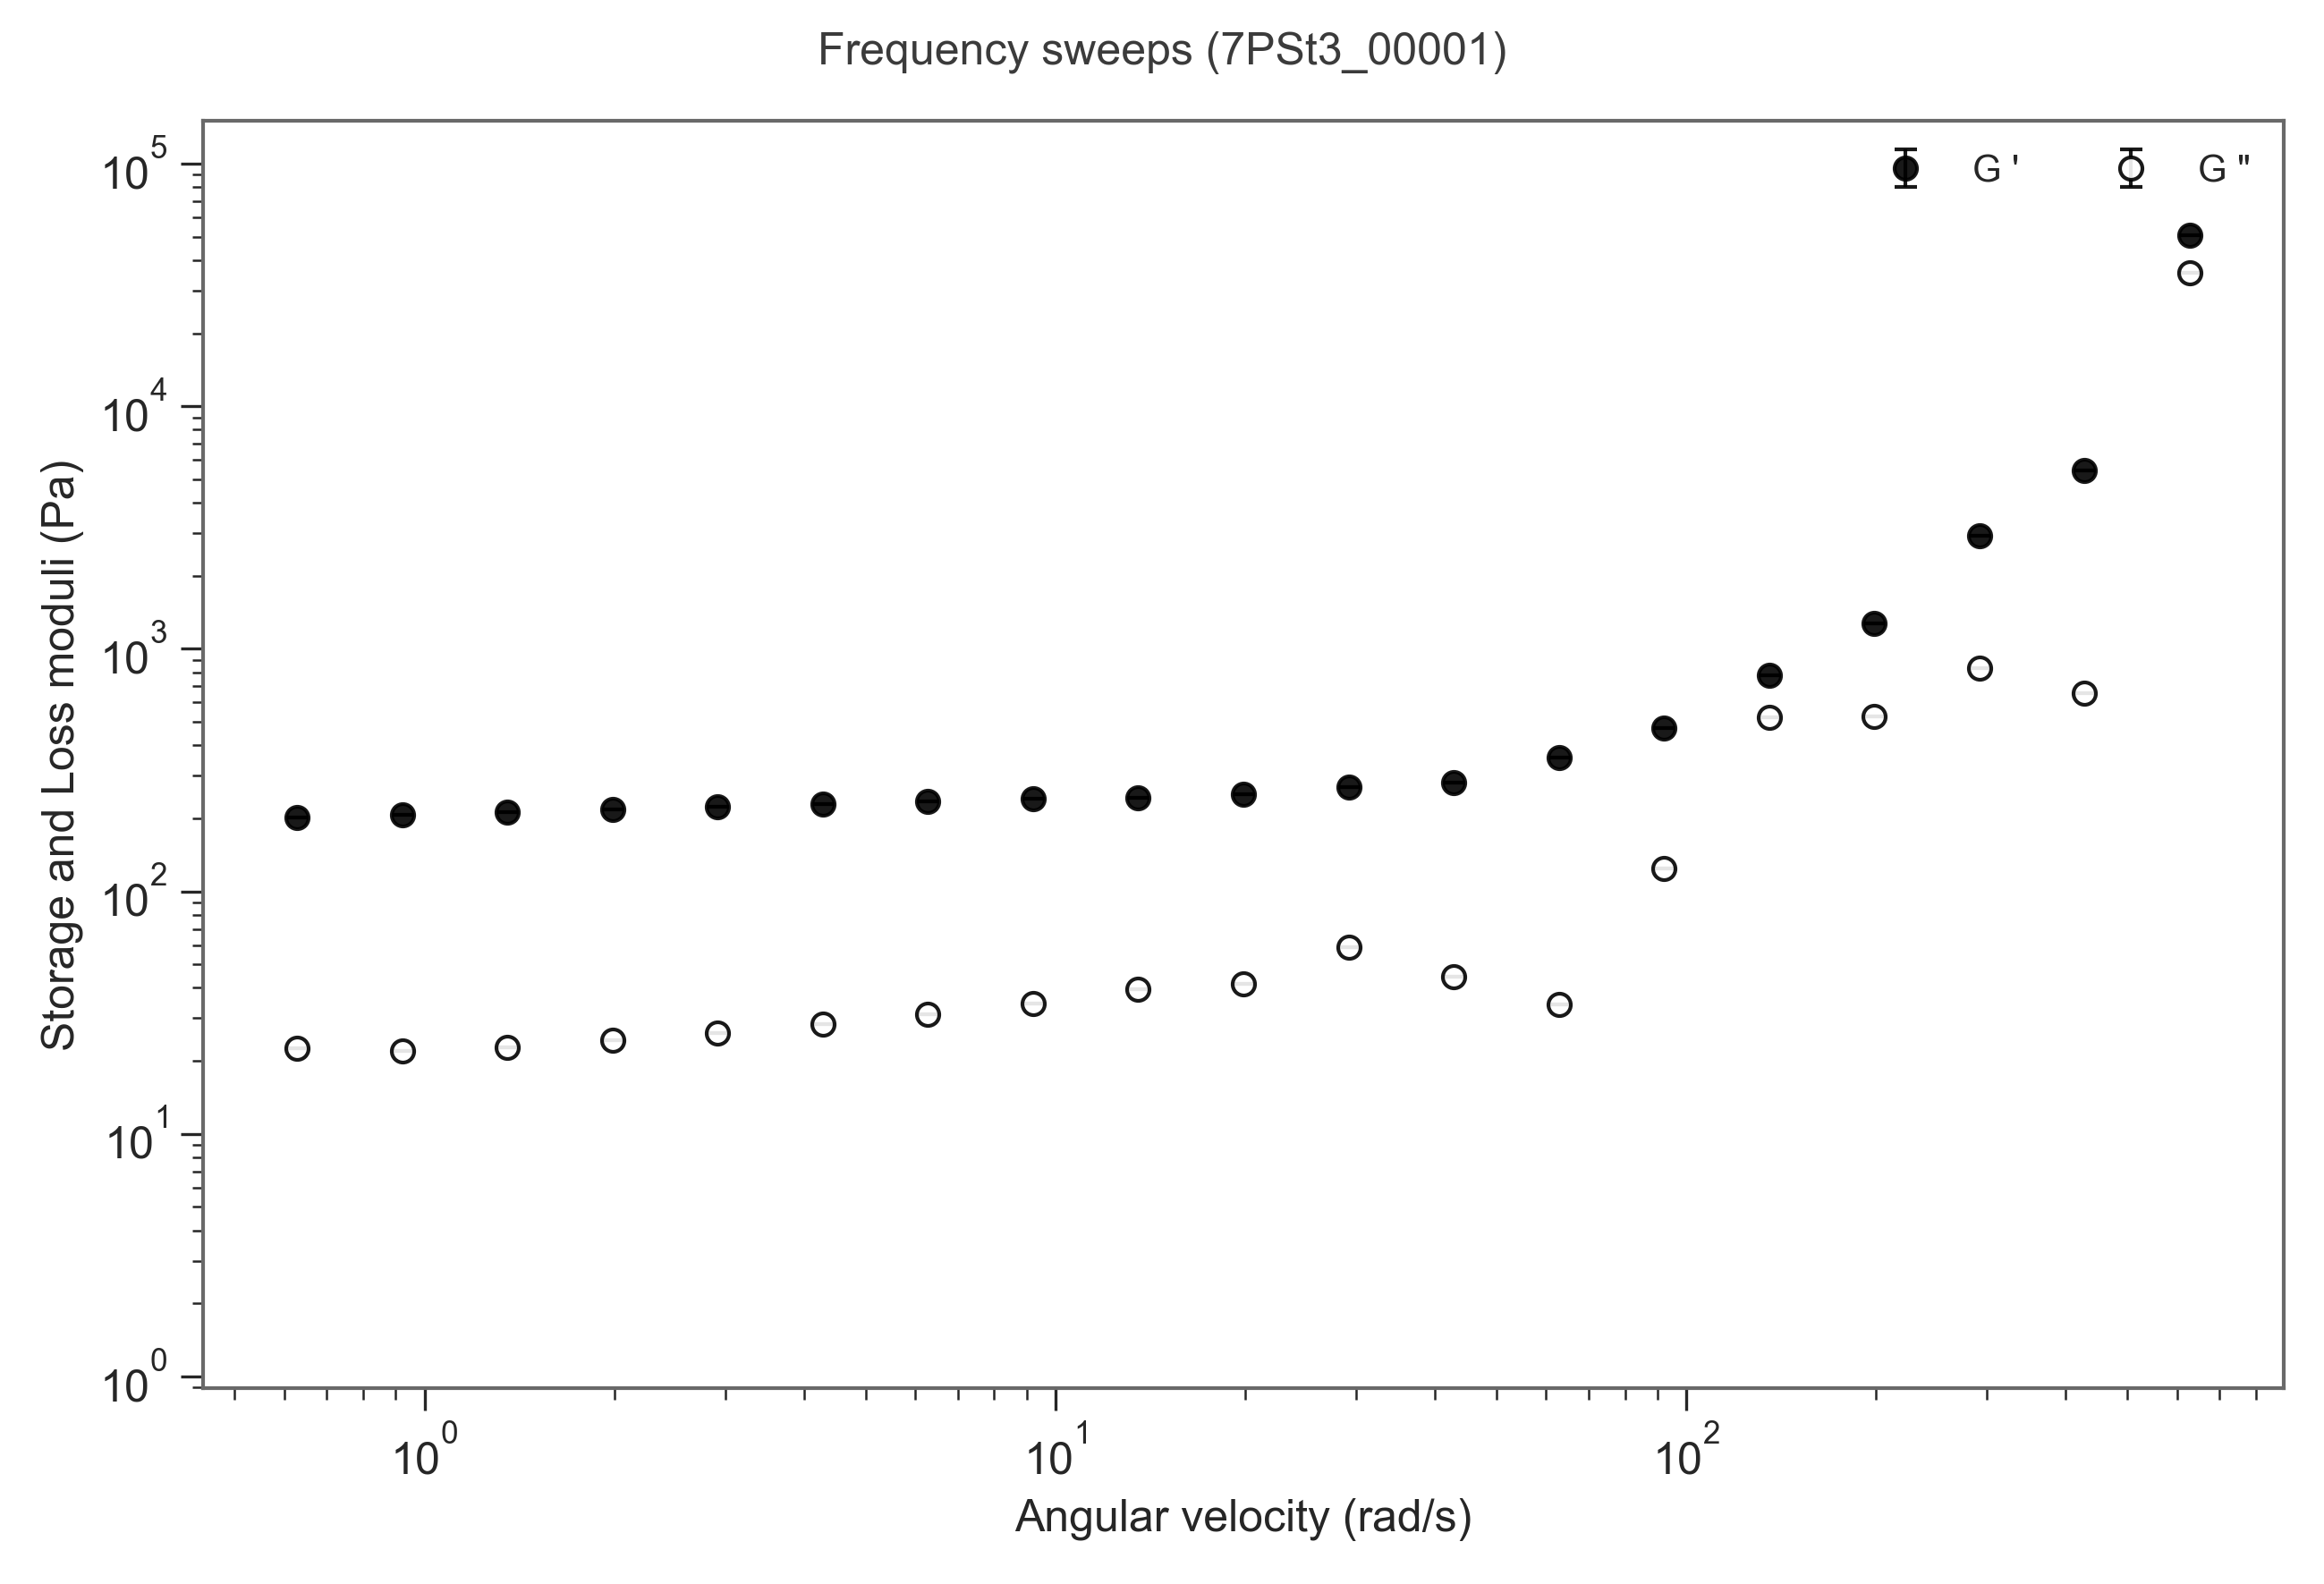 Frequency sweeps (7PSt3_00001)
G ' G "
10^5
10^4
10^3
10^2
10^1
10^0
Storage and Loss moduli (Pa)
10^0 10^1 10^2
Angular velocity (rad/s)